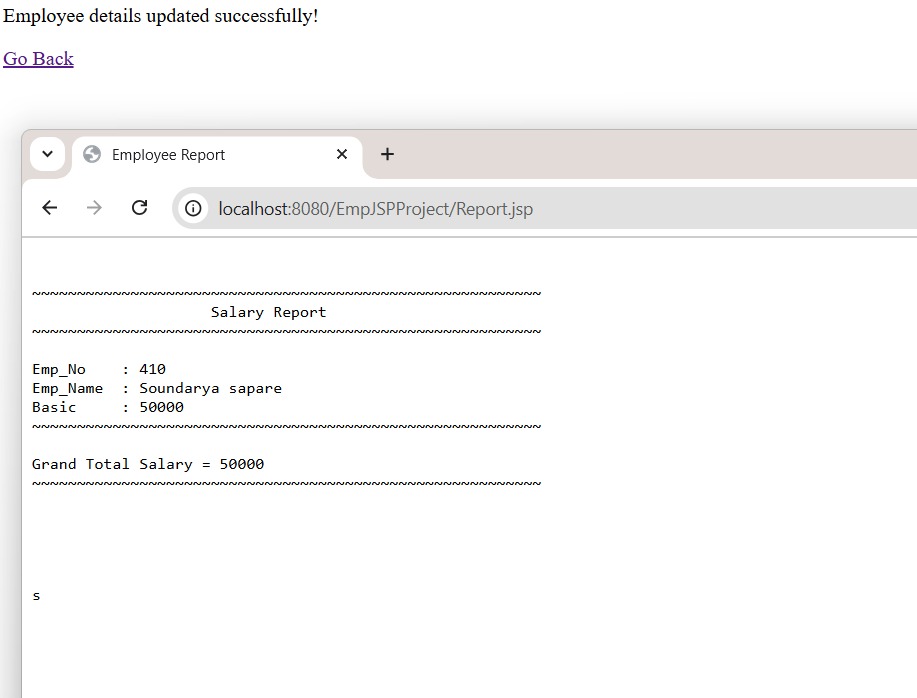 Employee details updated successfully!
Go Back
Employee Report
localhost:8080/EmpJSPProject/Report.jsp
~~~~~~~~~~~~~~~~~~~~~~~~~~~~~~~~~~~~~~~~~~~~~~~~~~~~~~~~~
Salary Report
~~~~~~~~~~~~~~~~~~~~~~~~~~~~~~~~~~~~~~~~~~~~~~~~~~~~~~~~~
Emp_No    : 410
Emp_Name  : Soundarya sapare
Basic     : 50000
~~~~~~~~~~~~~~~~~~~~~~~~~~~~~~~~~~~~~~~~~~~~~~~~~~~~~~~~~
Grand Total Salary = 50000
~~~~~~~~~~~~~~~~~~~~~~~~~~~~~~~~~~~~~~~~~~~~~~~~~~~~~~~~~
s